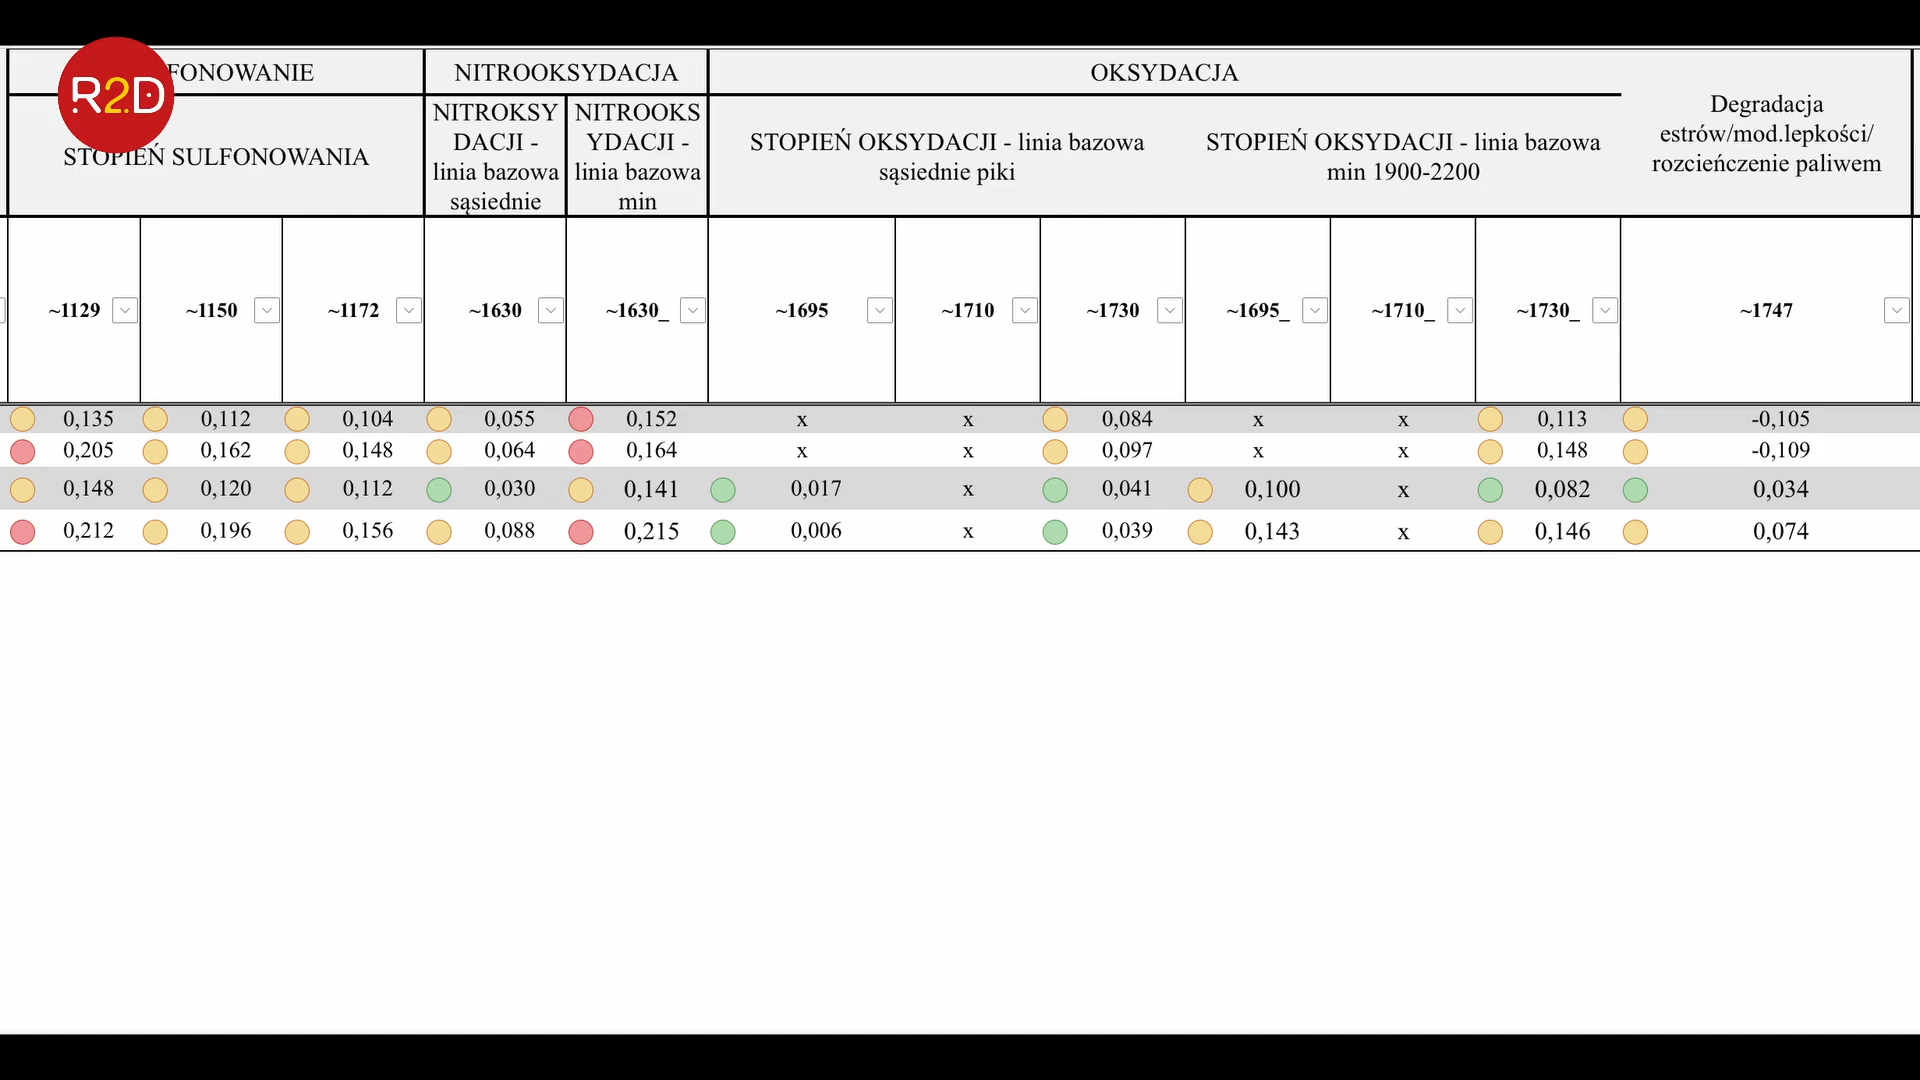 R2D
FONOWANIE
NITROOKSYDACJA
OKSYDACJA
STOPIEŃ SULFONOWANIA
NITROKSY
DACJI -
linia bazowa
sąsiednie
NITROOKS
YDACJI -
linia bazowa
min
STOPIEŃ OKSYDACJI - linia bazowa
sąsiednie piki
STOPIEŃ OKSYDACJI - linia bazowa
min 1900-2200
Degradacja
estrów/mod.lepkości/
rozcieńczenie paliwem
~1129 ~1150 ~1172 ~1630 ~1630_ ~1695 ~1710 ~1730 ~1695_ ~1710_ ~1730_ ~1747
0,135 0,112 0,104 0,055 0,152 x x 0,084 x x 0,113 -0,105
0,205 0,162 0,148 0,064 0,164 x x 0,097 x x 0,148 -0,109
0,148 0,120 0,112 0,030 0,141 0,017 x 0,041 0,100 x 0,082 0,034
0,212 0,196 0,156 0,088 0,215 0,006 x 0,039 0,143 x 0,146 0,074